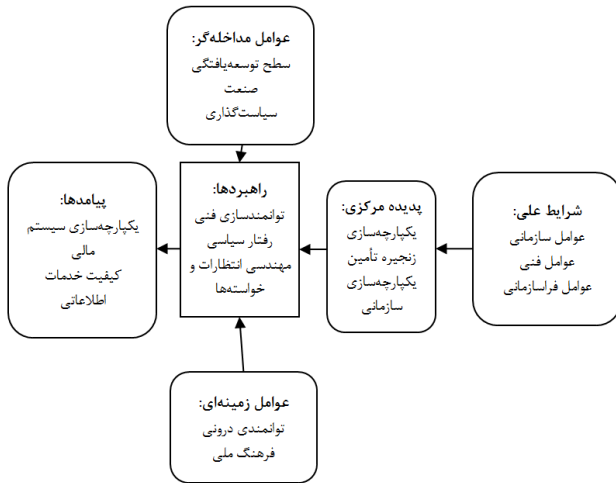 عوامل مداخله‌گر:
سطح توسعه‌یافتگی
صنعت
سیاست‌گذاری
شرایط علی:
عوامل سازمانی
عوامل فنی
عوامل فراسازمانی
پدیده مرکزی:
یکپارچه‌سازی
زنجیره تأمین
یکپارچه‌سازی
سازمانی
راهبردها:
توانمندسازی فنی
رفتار سیاسی
مهندسی انتظارات و
خواسته‌ها
پیامدها:
یکپارچه‌سازی سیستم
مالی
کیفیت خدمات
اطلاعاتی
عوامل زمینه‌ای:
توانمندی درونی
فرهنگ ملی